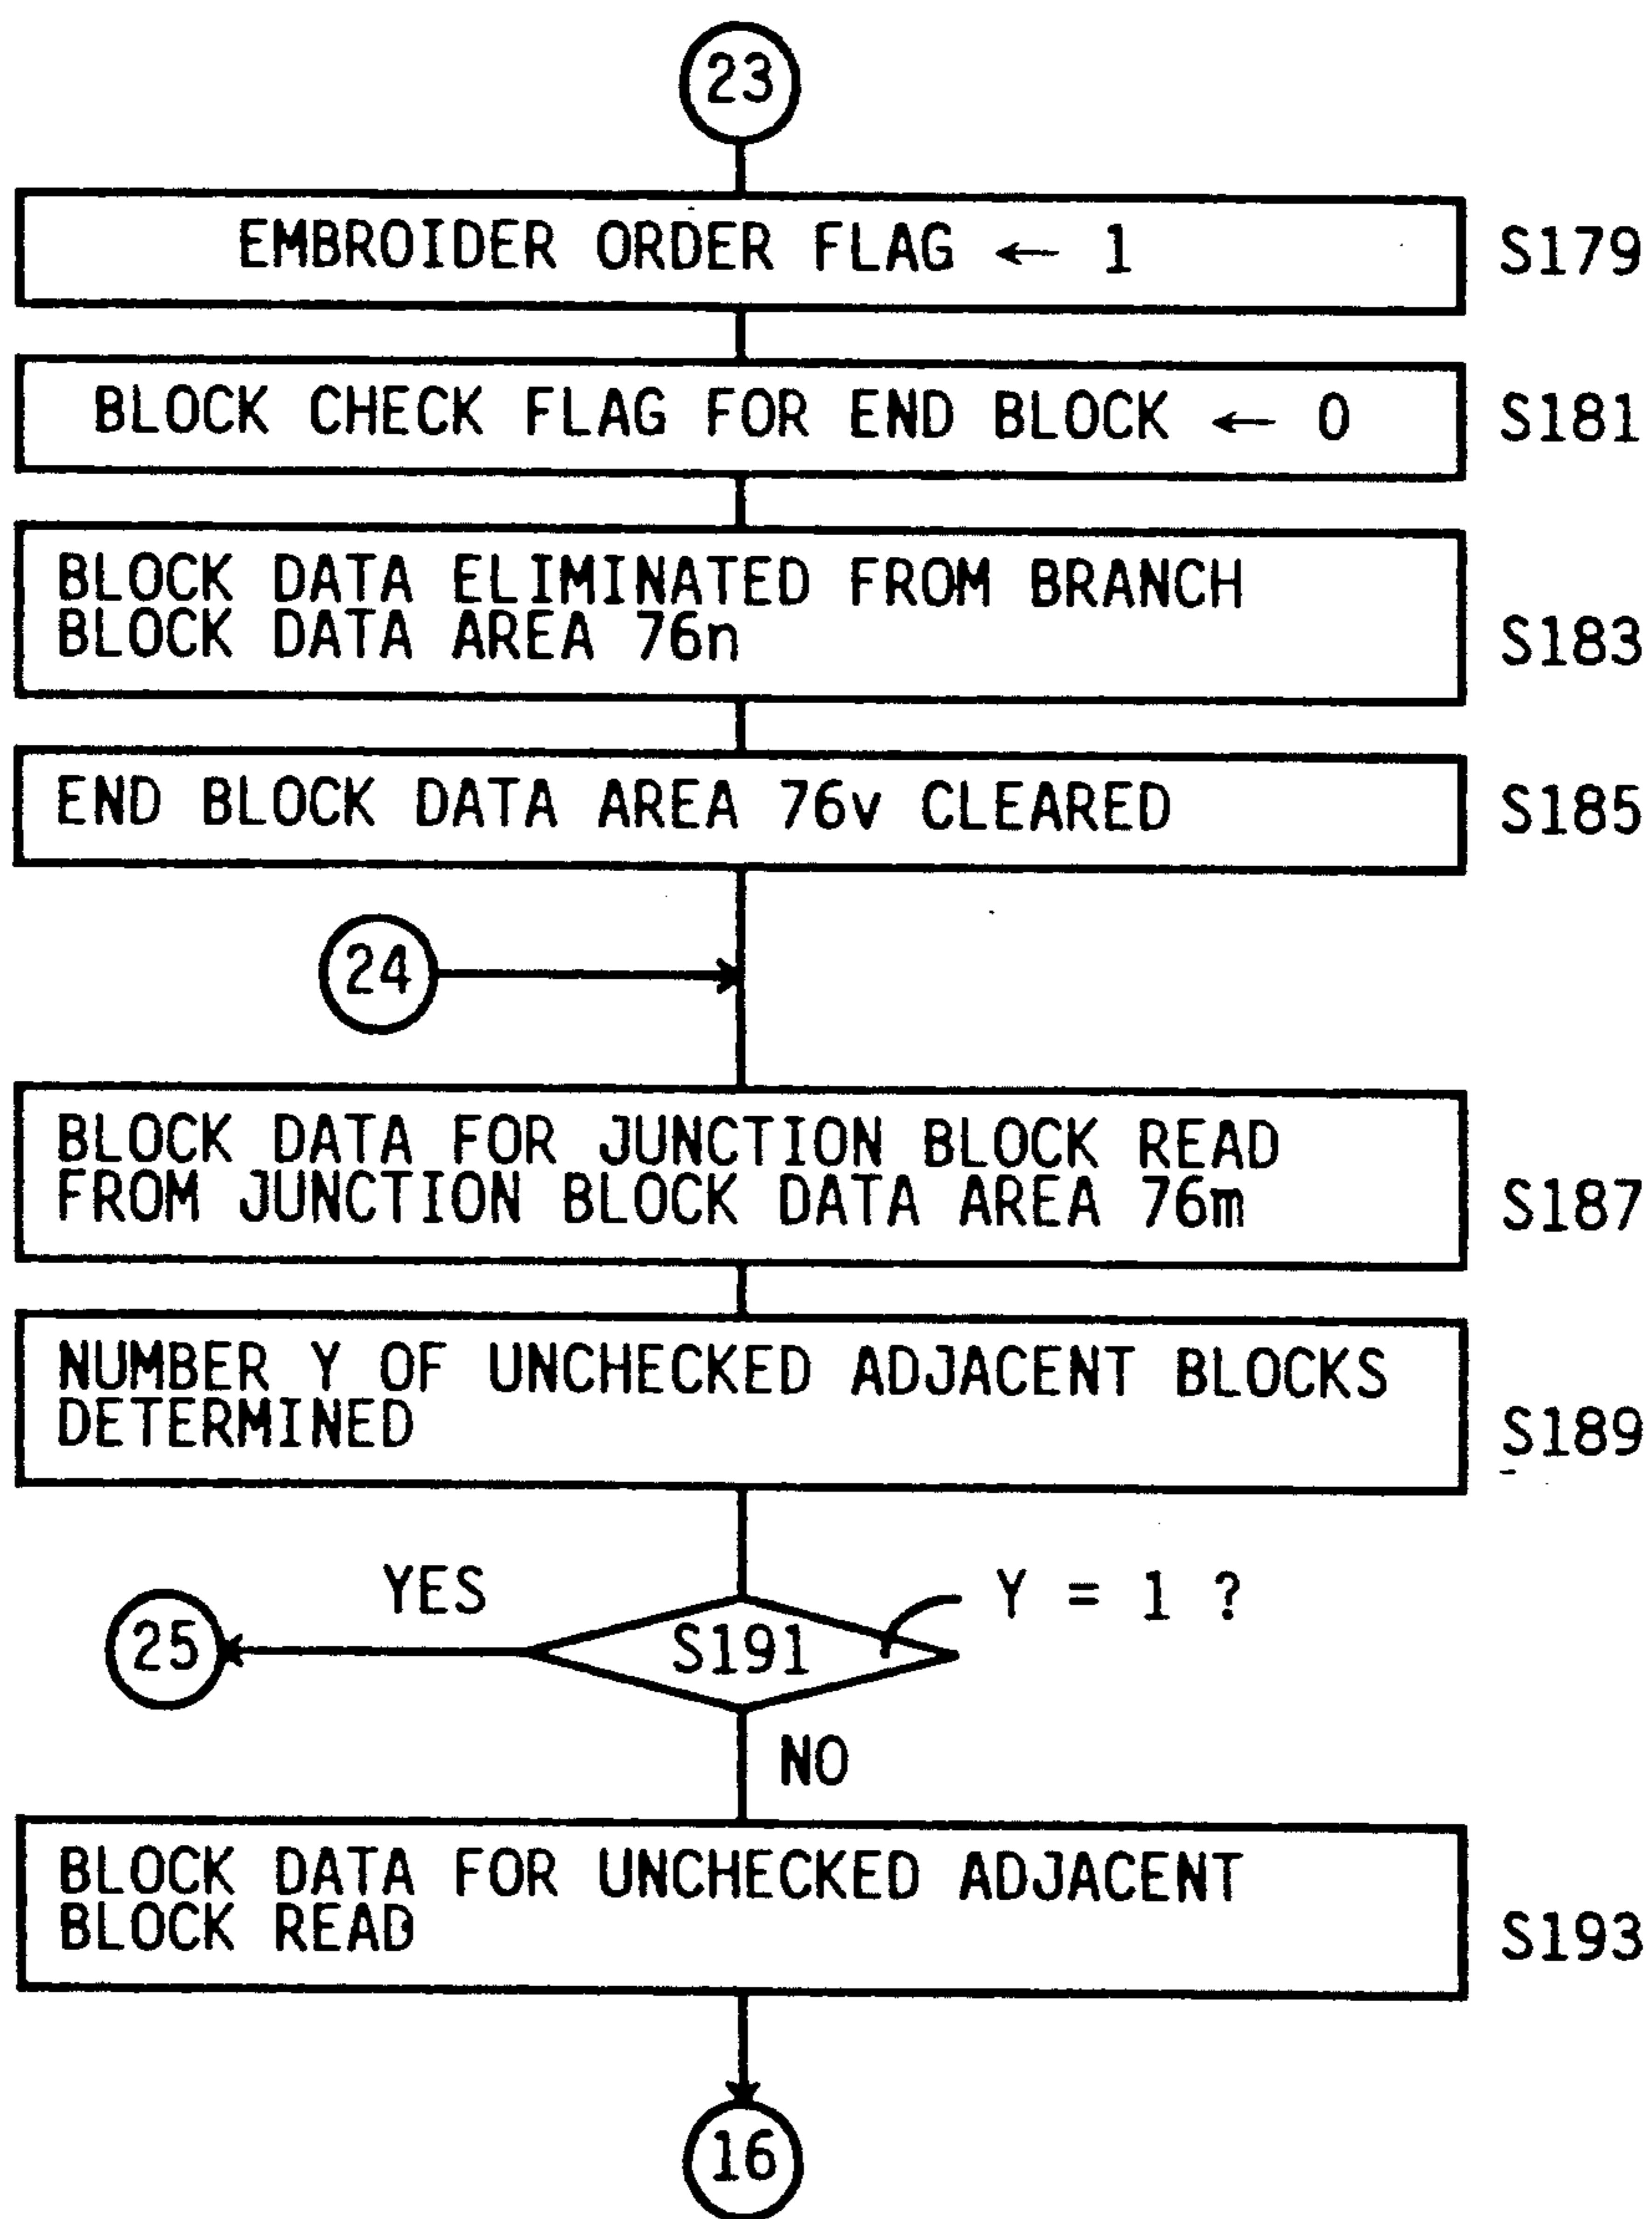 23
EMBROIDER ORDER FLAG ← 1
S179
BLOCK CHECK FLAG FOR END BLOCK ← 0
S181
BLOCK DATA ELIMINATED FROM BRANCH
BLOCK DATA AREA 76n
S183
END BLOCK DATA AREA 76v CLEARED
S185
24
BLOCK DATA FOR JUNCTION BLOCK READ
FROM JUNCTION BLOCK DATA AREA 76m
S187
NUMBER Y OF UNCHECKED ADJACENT BLOCKS
DETERMINED
S189
YES
Y = 1 ?
25
S191
NO
BLOCK DATA FOR UNCHECKED ADJACENT
BLOCK READ
S193
16